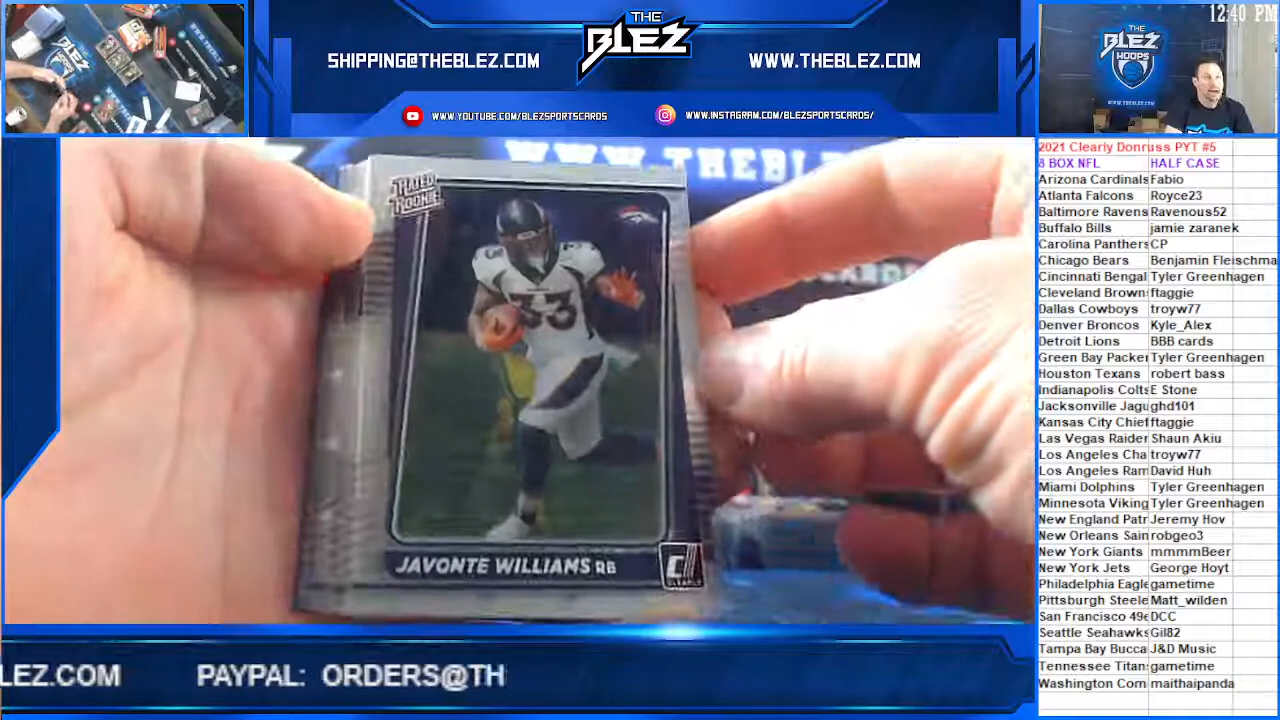 THE
BLEZ
SHIPPING@THEBLEZ.COM
WWW.THEBLEZ.COM
WWW.YOUTUBE.COM/BLEZSPORTSCARDS
WWW.INSTAGRAM.COM/BLEZSPORTSCARDS/
12:40 PM
THE
BLEZ
HOOPS
WWW.THEBLE
RATED
ROOKIE
33
JAVONTE WILLIAMS RB
CLEARLY
LEZ.COM PAYPAL: ORDERS@TH
2021 Clearly Donruss PYT #5
8 BOX NFL HALF CASE
Arizona Cardinals Fabio
Atlanta Falcons Royce23
Baltimore Ravens Ravenous52
Buffalo Bills jamie zaranek
Carolina Panthers CP
Chicago Bears Benjamin Fleischma
Cincinnati Bengal Tyler Greenhagen
Cleveland Brown ftaggie
Dallas Cowboys troyw77
Denver Broncos Kyle_Alex
Detroit Lions BBB cards
Green Bay Packer Tyler Greenhagen
Houston Texans robert bass
Indianapolis Colts E Stone
Jacksonville Jagu ghd101
Kansas City Chief ftaggie
Las Vegas Raider Shaun Akiu
Los Angeles Cha troyw77
Los Angeles Ram David Huh
Miami Dolphins Tyler Greenhagen
Minnesota Viking Tyler Greenhagen
New England Patr Jeremy Hov
New Orleans Sain robgeo3
New York Giants mmmmBeer
New York Jets George Hoyt
Philadelphia Eagle gametime
Pittsburgh Steele Matt_wilden
San Francisco 49e DCC
Seattle Seahawks Gil82
Tampa Bay Bucca J&D Music
Tennessee Titan gametime
Washington Com maithaipanda